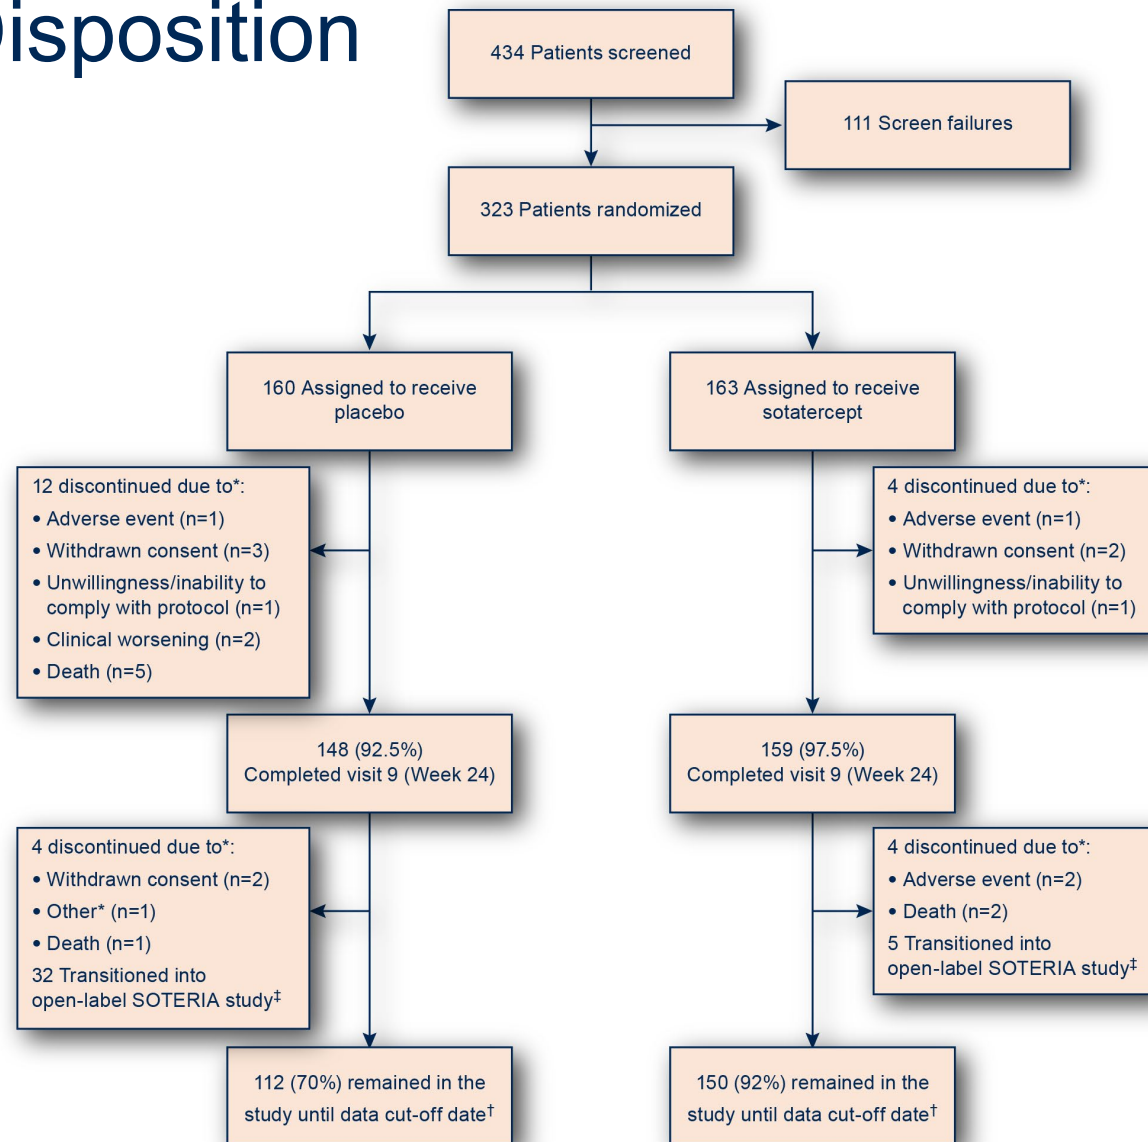 Disposition
434 Patients screened
111 Screen failures
323 Patients randomized
160 Assigned to receive
placebo
163 Assigned to receive
sotatercept
12 discontinued due to*:
• Adverse event (n=1)
• Withdrawn consent (n=3)
• Unwillingness/inability to
comply with protocol (n=1)
• Clinical worsening (n=2)
• Death (n=5)
4 discontinued due to*:
• Adverse event (n=1)
• Withdrawn consent (n=2)
• Unwillingness/inability to
comply with protocol (n=1)
148 (92.5%)
Completed visit 9 (Week 24)
159 (97.5%)
Completed visit 9 (Week 24)
4 discontinued due to*:
• Withdrawn consent (n=2)
• Other* (n=1)
• Death (n=1)
32 Transitioned into
open-label SOTERIA study‡
4 discontinued due to*:
• Adverse event (n=2)
• Death (n=2)
5 Transitioned into
open-label SOTERIA study‡
112 (70%) remained in the
study until data cut-off date†
150 (92%) remained in the
study until data cut-off date†